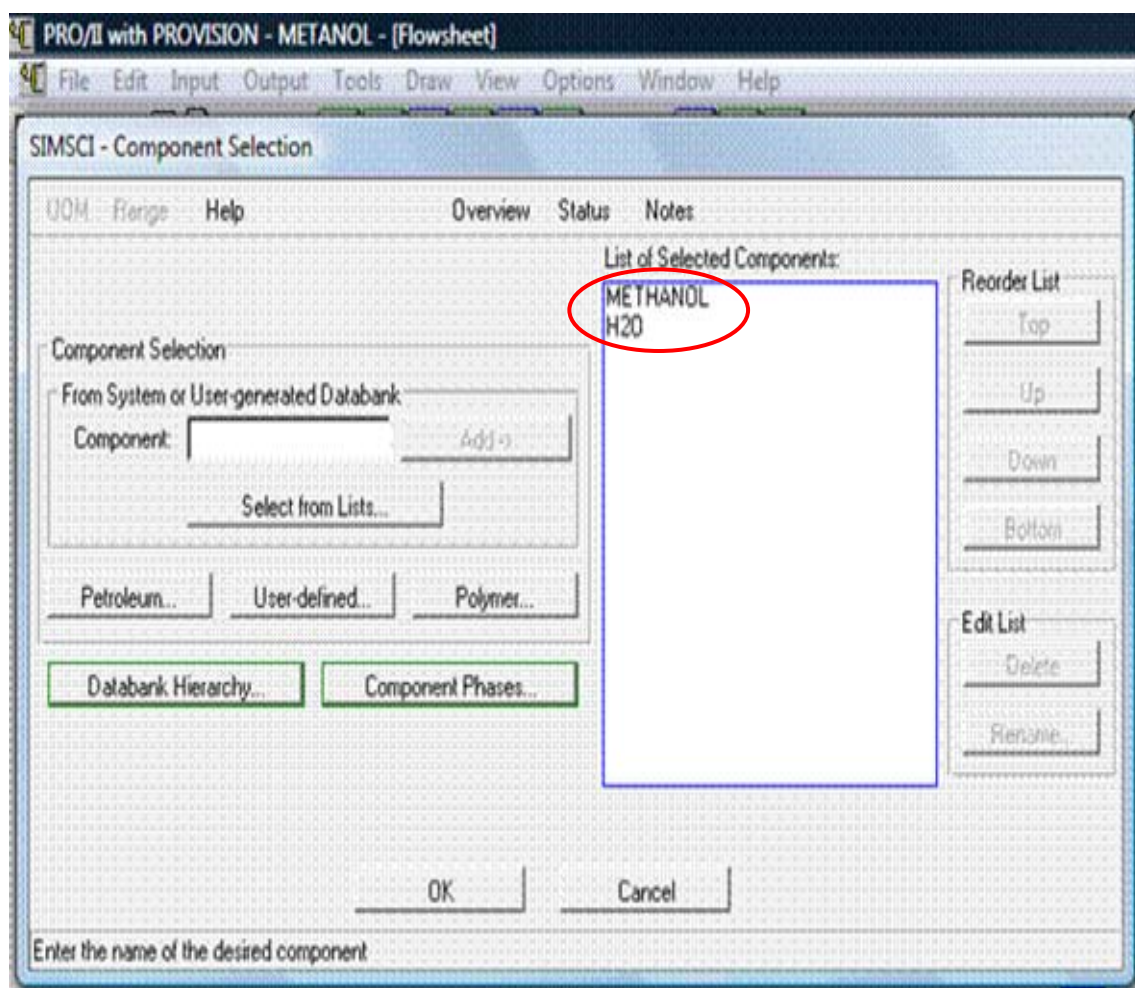 PRO/II with PROVISION - METANOL - [Flowsheet]
File Edit Input Output Tools Draw View Options Window Help
SIMSCI - Component Selection
UOM Range Help Overview Status Notes
List of Selected Components:
METHANOL
H2O
Reorder List
Top
Up
Down
Bottom
Component Selection
From System or User-generated Databank
Component: Add ->
Select from Lists...
Petroleum... User-defined... Polymer...
Edit List
Delete
Rename...
Databank Hierarchy... Component Phases...
OK Cancel
Enter the name of the desired component